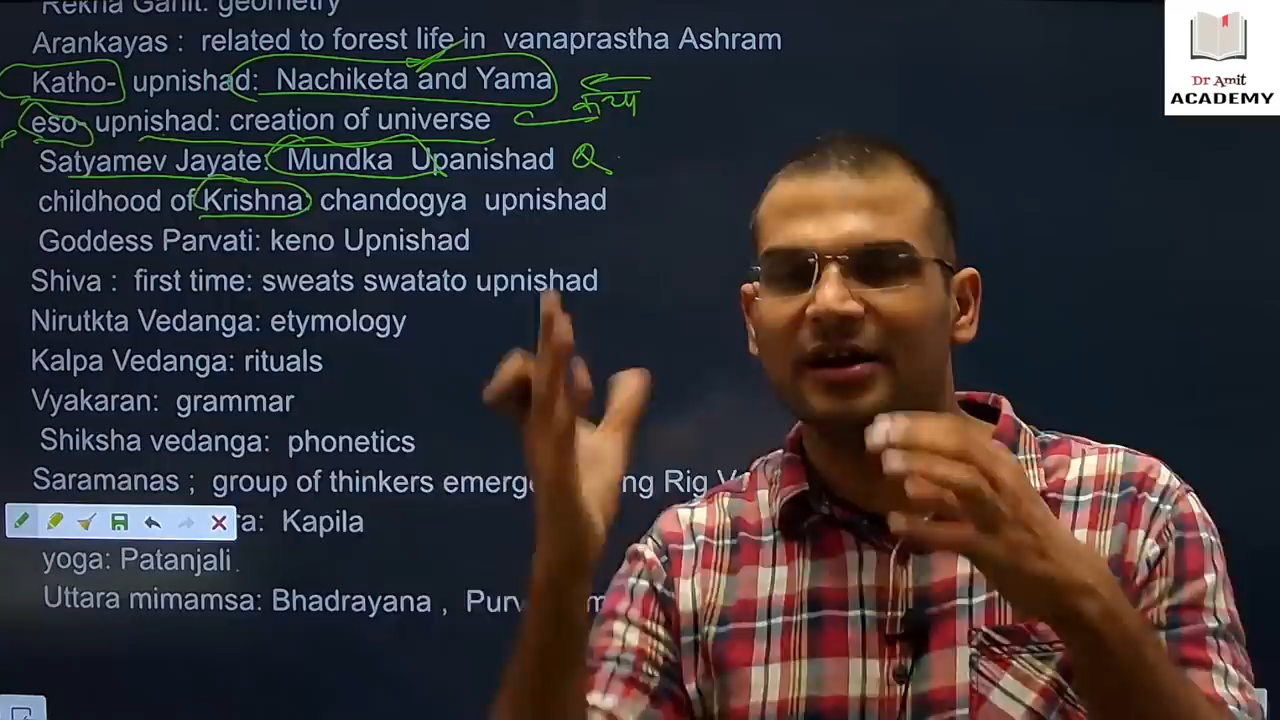 Rekha Ganit: geometry
Arankayas : related to forest life in vanaprastha Ashram
Katho- upnishad: Nachiketa and Yama
कथा
eso- upnishad: creation of universe
Satyamev Jayate: Mundka Upanishad Q
childhood of Krishna chandogya upnishad
Goddess Parvati: keno Upnishad
Shiva : first time: sweats swatato upnishad
Nirutkta Vedanga: etymology
Kalpa Vedanga: rituals
Vyakaran: grammar
Shiksha vedanga: phonetics
Saramanas ; group of thinkers Rig
Kapila
yoga: Patanjali
Uttara mimamsa: Bhadrayana ,
Dr Amit
ACADEMY